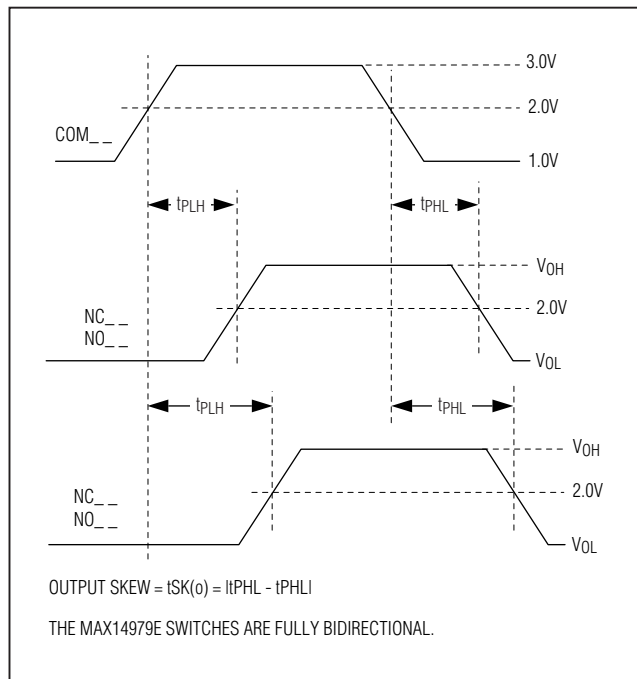 3.0V
2.0V
COM_ _
1.0V
tPLH
tPHL
VOH
NC_ _
2.0V
NO_ _
VOL
tPLH
tPHL
VOH
NC_ _
2.0V
NO_ _
VOL
OUTPUT SKEW = tSK(o) = |tPHL - tPHL|
THE MAX14979E SWITCHES ARE FULLY BIDIRECTIONAL.